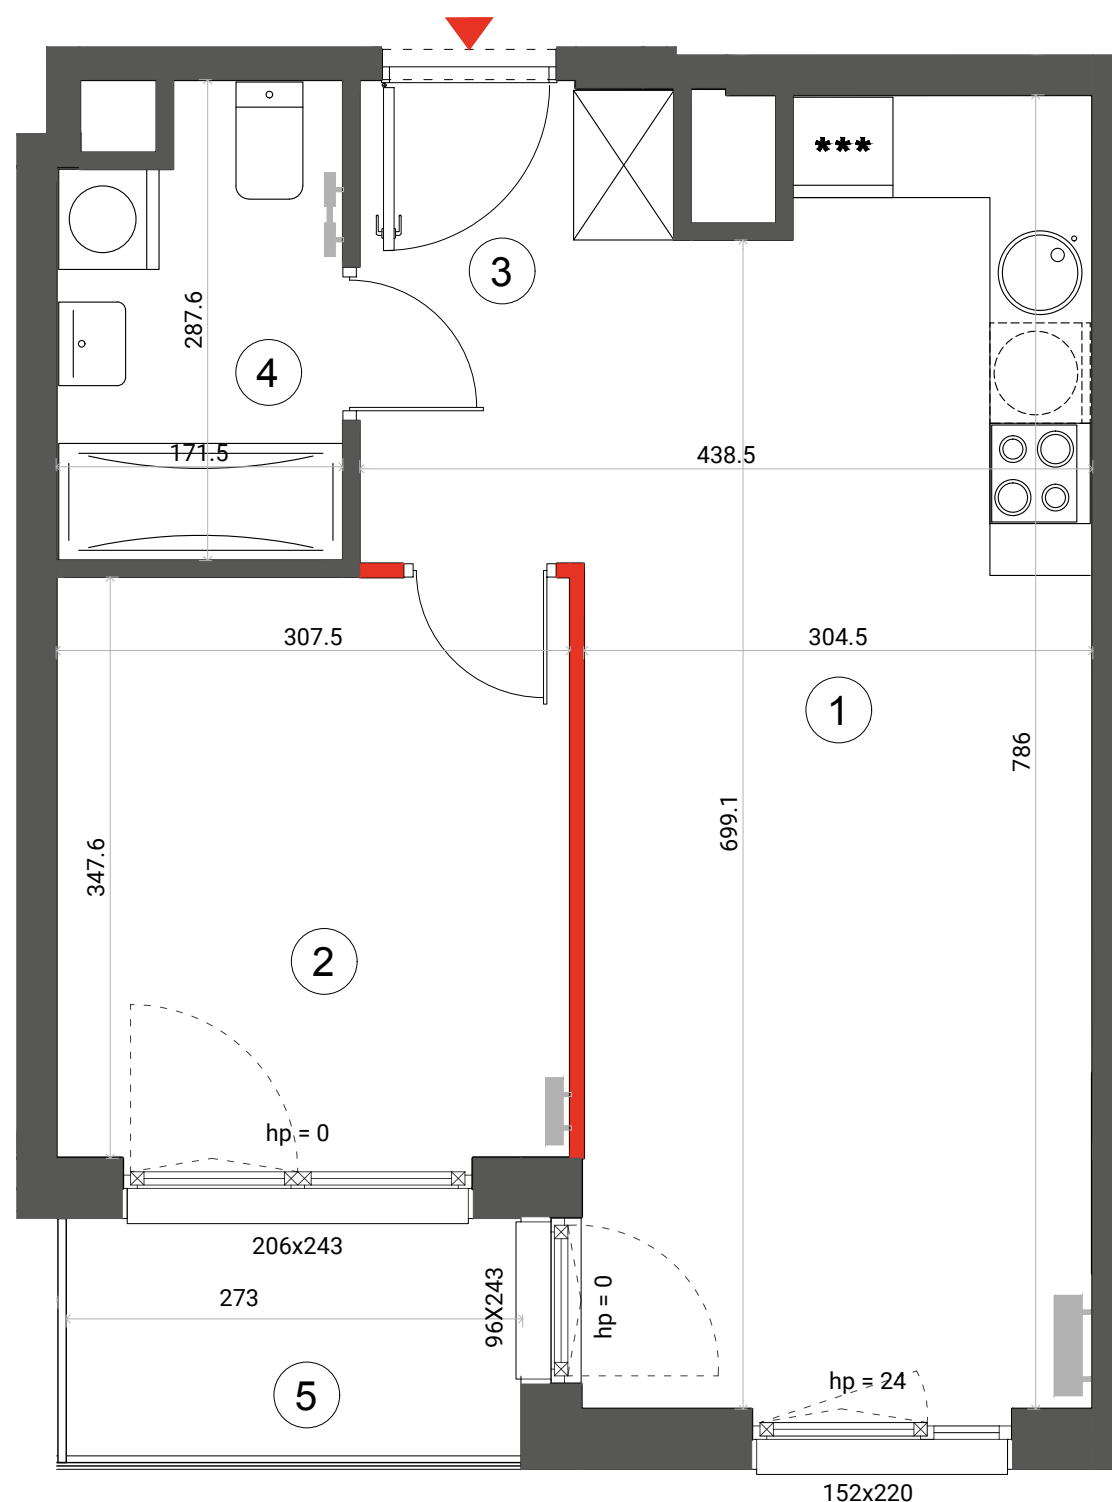 ***
3
287.6
4
171.5
438.5
307.5
304.5
1
786
699.1
347.6
2
hp = 0
206x243
273
96X243
hp = 0
hp = 24
5
152x220